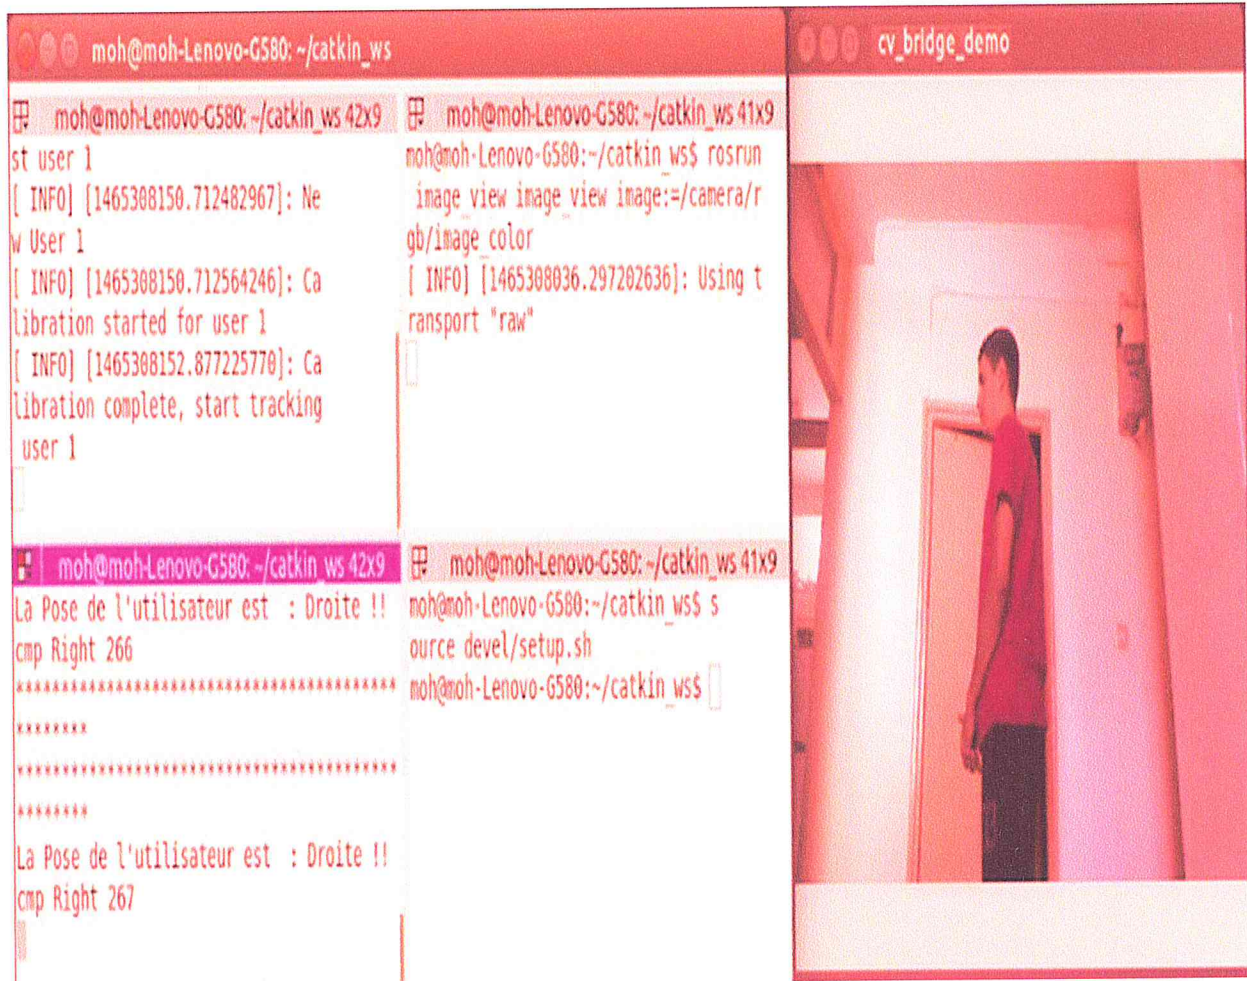 moh@moh-Lenovo-G580: ~/catkin_ws
cv_bridge_demo
moh@moh-Lenovo-G580: ~/catkin_ws 42x9
st user 1
[ INFO] [1465308150.712482967]: Ne
w User 1
[ INFO] [1465308150.712564246]: Ca
libration started for user 1
[ INFO] [1465308152.877225770]: Ca
libration complete, start tracking
user 1
moh@moh-Lenovo-G580: ~/catkin_ws 41x9
moh@moh-Lenovo-G580:~/catkin_ws$ rosrun
image_view image_view image:=/camera/r
gb/image_color
[ INFO] [1465308036.297202636]: Using t
ransport "raw"
moh@moh-Lenovo-G580: ~/catkin_ws 42x9
La Pose de l'utilisateur est  : Droite !!
cmp Right 266
**********************************
********
**********************************
********
La Pose de l'utilisateur est  : Droite !!
cmp Right 267
moh@moh-Lenovo-G580: ~/catkin_ws 41x9
moh@moh-Lenovo-G580:~/catkin_ws$ s
ource devel/setup.sh
moh@moh-Lenovo-G580:~/catkin_ws$